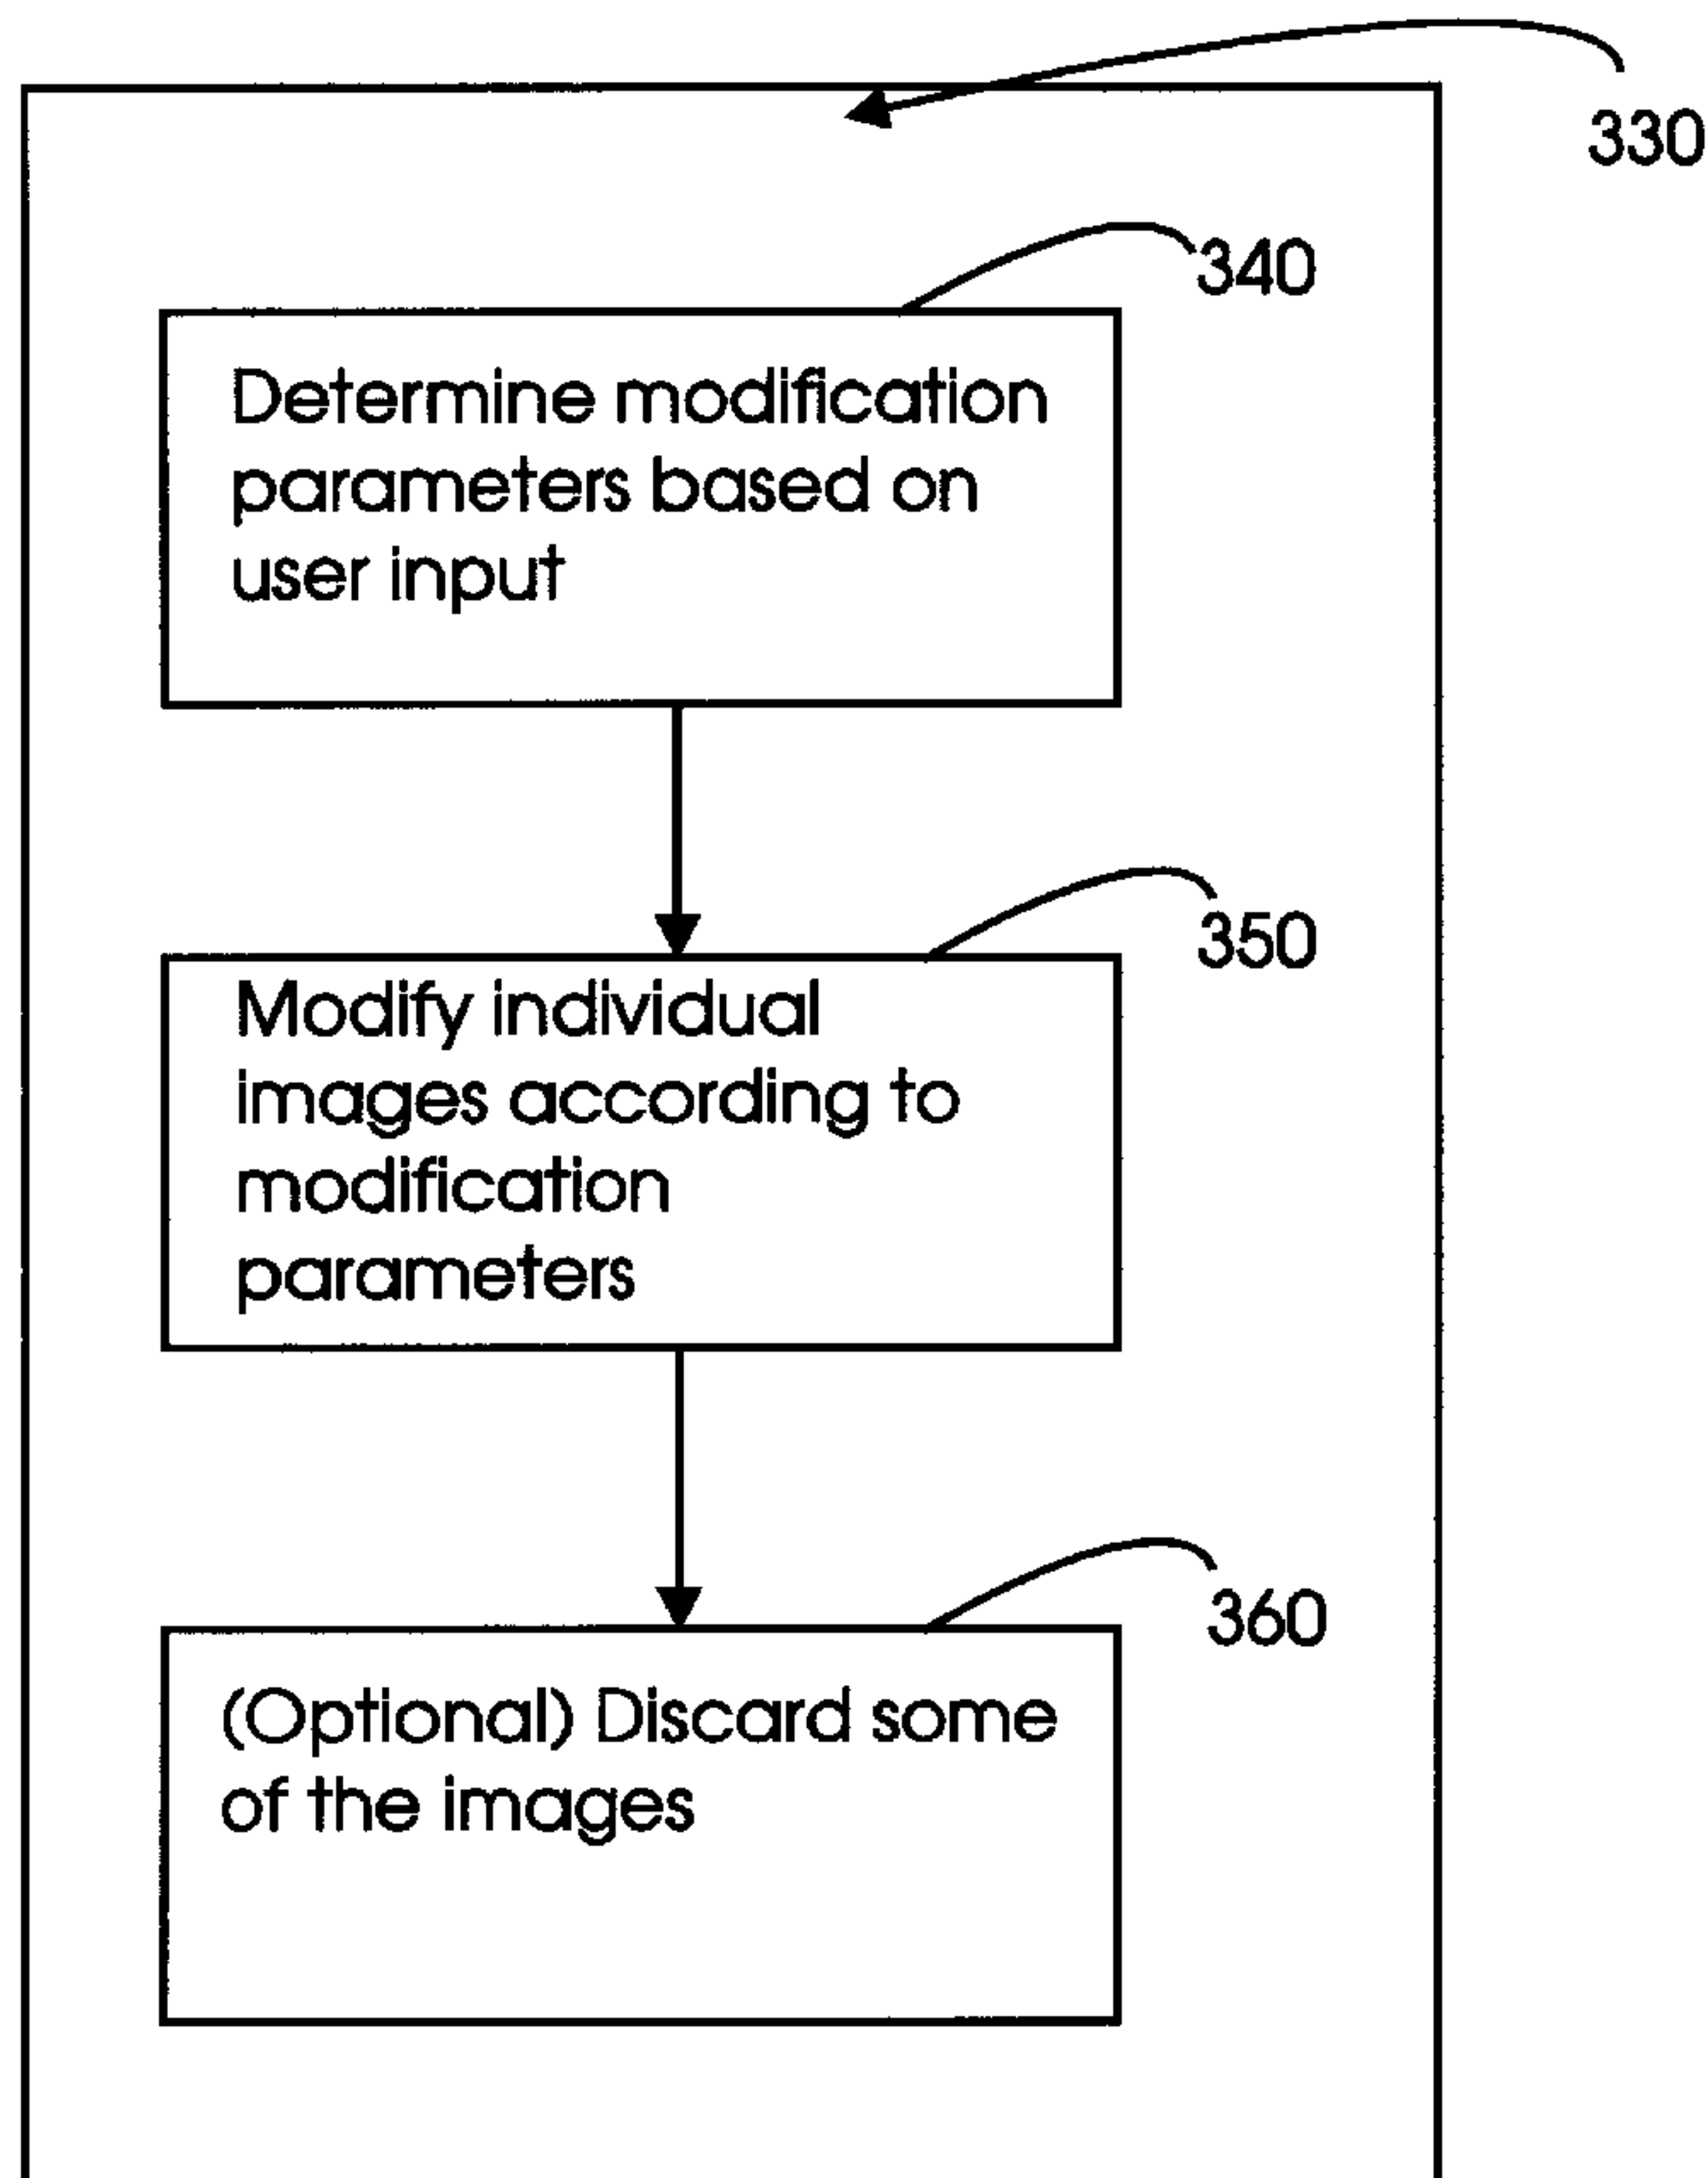 330
340
Determine modification
parameters based on
user input
350
Modify individual
images according to
modification
parameters
360
(Optional) Discard some
of the images